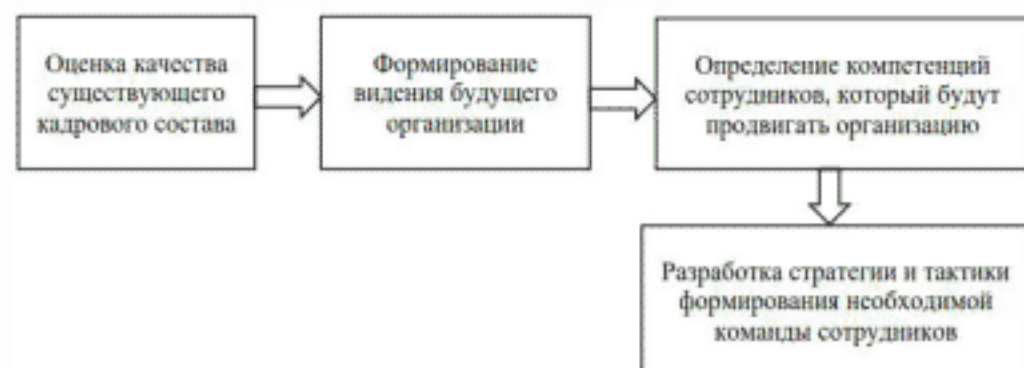 Оценка качества
существующего
кадрового состава
Формирование
видения будущего
организации
Определение компетенций
сотрудников, который будут
продвигать организацию
Разработка стратегии и тактики
формирования необходимой
команды сотрудников